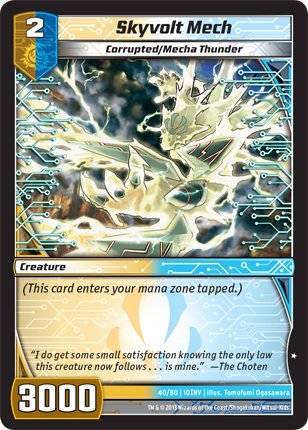 2
Skyvolt Mech
Corrupted/Mecha Thunder
Creature
(This card enters your mana zone tapped.)
“I do get some small satisfaction knowing the only law
this creature now follows . . . is mine.” —The Choten
3000
40/80 | 10INV | Illus. Tomofumi Ogasawara
TM & © 2013 Wizards of the Coast/Shogakukan/Mitsui-Kids